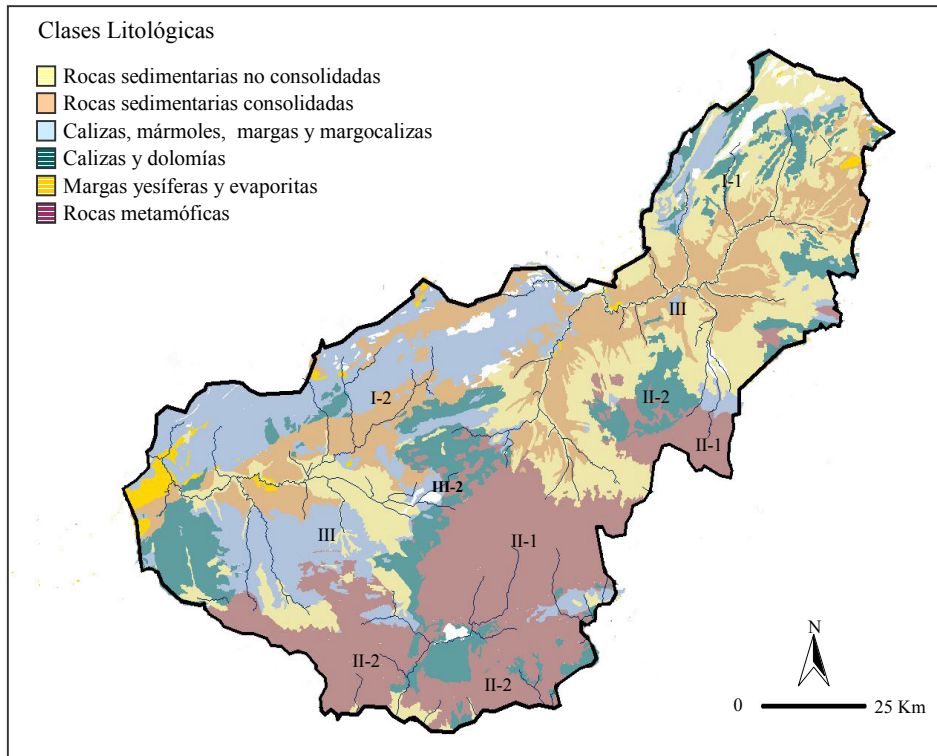 Clases Litológicas
Rocas sedimentarias no consolidadas
Rocas sedimentarias consolidadas
Calizas, mármoles, margas y margocalizas
Calizas y dolomías
Margas yesíferas y evaporitas
Rocas metamóficas
I-1
III
I-2
II-2
II-1
III-2
III
II-1
II-2
II-2
N
0
25 Km